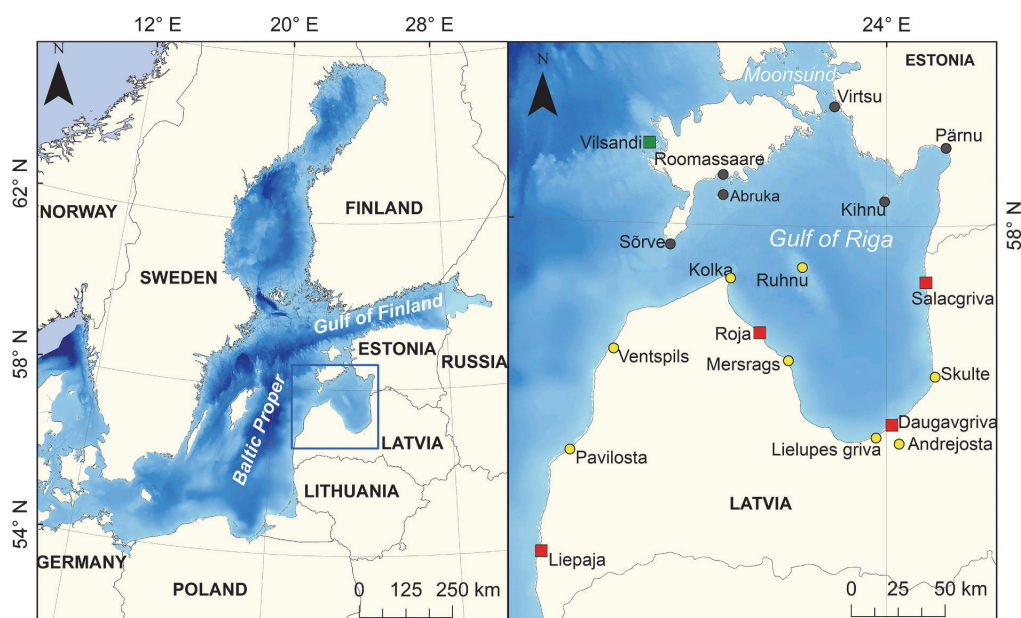 12° E
20° E
28° E
24° E
N
62° N
58° N
54° N
NORWAY
SWEDEN
FINLAND
Gulf of Finland
ESTONIA
RUSSIA
Baltic Proper
LATVIA
LITHUANIA
GERMANY
POLAND
0 125 250 km
N
Moonsund
ESTONIA
Virtsu
Vilsandi
Pärnu
Roomassaare
Abruka
Kihnu
58° N
Sõrve
Gulf of Riga
Kolka
Ruhnu
Salacgriva
Roja
Ventspils
Mersrags
Skulte
Daugavgriva
Lielupes griva
Andrejosta
Pavilosta
LATVIA
Liepaja
0 25 50 km